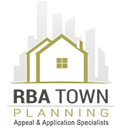 RBA TOWN
PLANNING
Appeal & Application Specialists